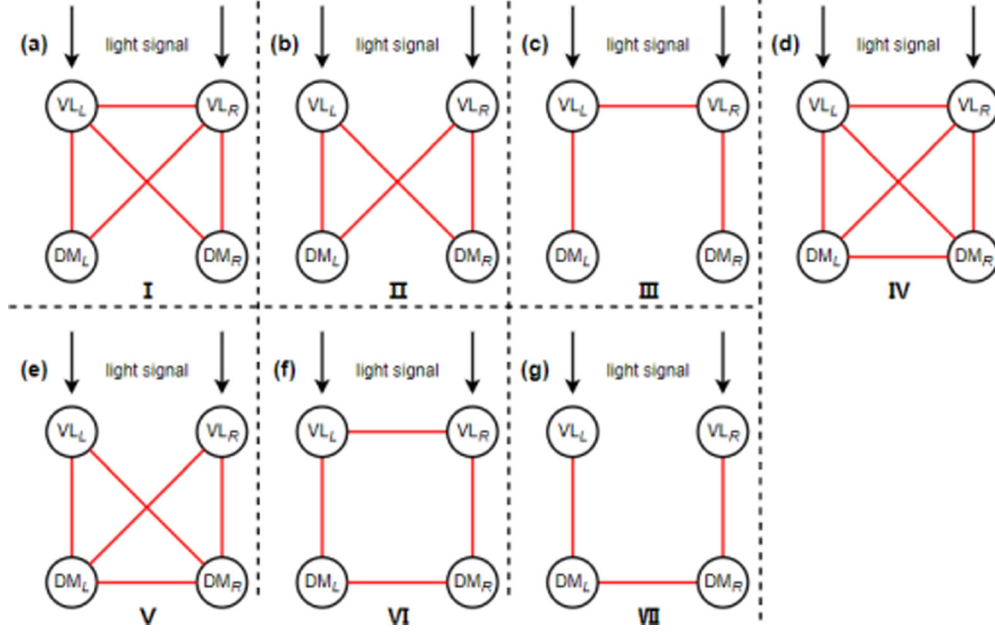 (a) light signal (b) light signal (c) light signal (d) light signal
VL_L VL_R VL_L VL_R VL_L VL_R VL_L VL_R
DM_L DM_R DM_L DM_R DM_L DM_R DM_L DM_R
I II III IV
(e) light signal (f) light signal (g) light signal
VL_L VL_R VL_L VL_R VL_L VL_R
DM_L DM_R DM_L DM_R DM_L DM_R
V VI VII